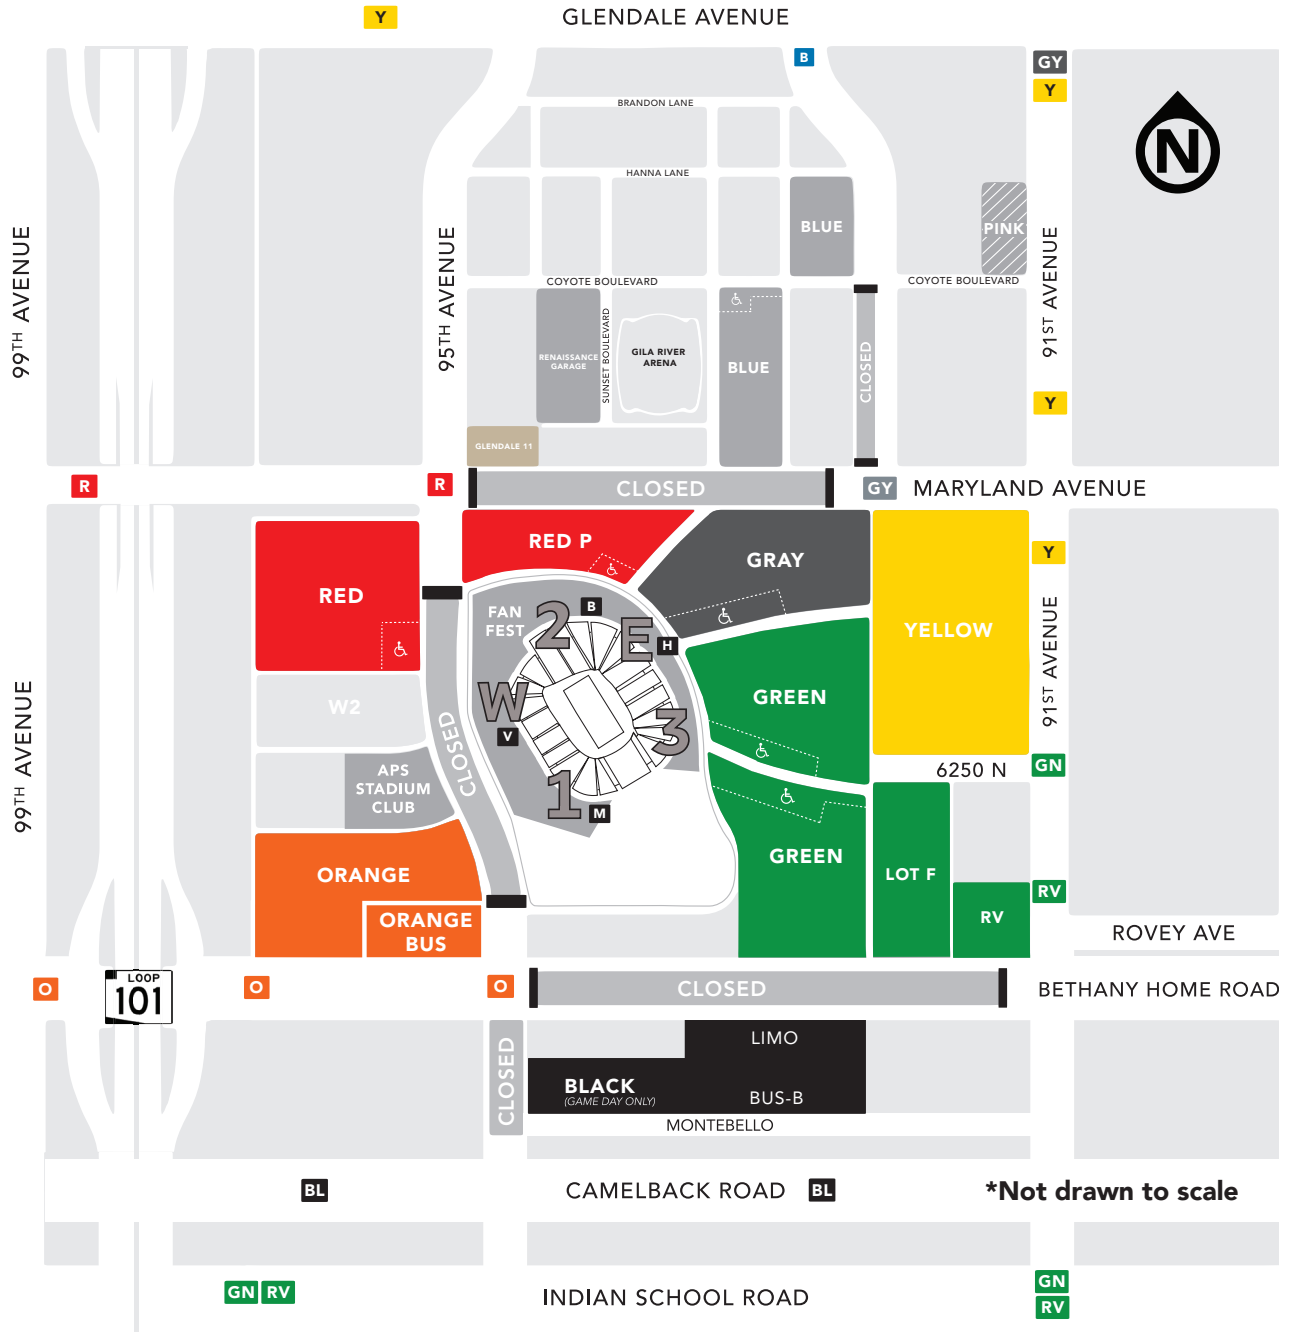 Y
GLENDALE AVENUE
B
GY
Y
BRANDON LANE
N
HANNA LANE
BLUE
PINK
99TH AVENUE
95TH AVENUE
91ST AVENUE
COYOTE BOULEVARD
COYOTE BOULEVARD
RENAISSANCE
GARAGE
SUNSET BOULEVARD
GILA RIVER
ARENA
BLUE
CLOSED
Y
GLENDALE 11
R
R
CLOSED
GY
MARYLAND AVENUE
RED P
GRAY
Y
RED
FAN
FEST
2
B
E
H
YELLOW
91ST AVENUE
W2
W
V
3
GREEN
99TH AVENUE
CLOSED
APS
STADIUM
CLUB
1
M
6250 N
GN
ORANGE
GREEN
LOT F
RV
ORANGE
BUS
RV
ROVEY AVE
O
LOOP
101
O
O
CLOSED
BETHANY HOME ROAD
CLOSED
LIMO
BLACK
(GAME DAY ONLY)
BUS-B
MONTEBELLO
BL
CAMELBACK ROAD
BL
*Not drawn to scale
GN
RV
INDIAN SCHOOL ROAD
GN
RV